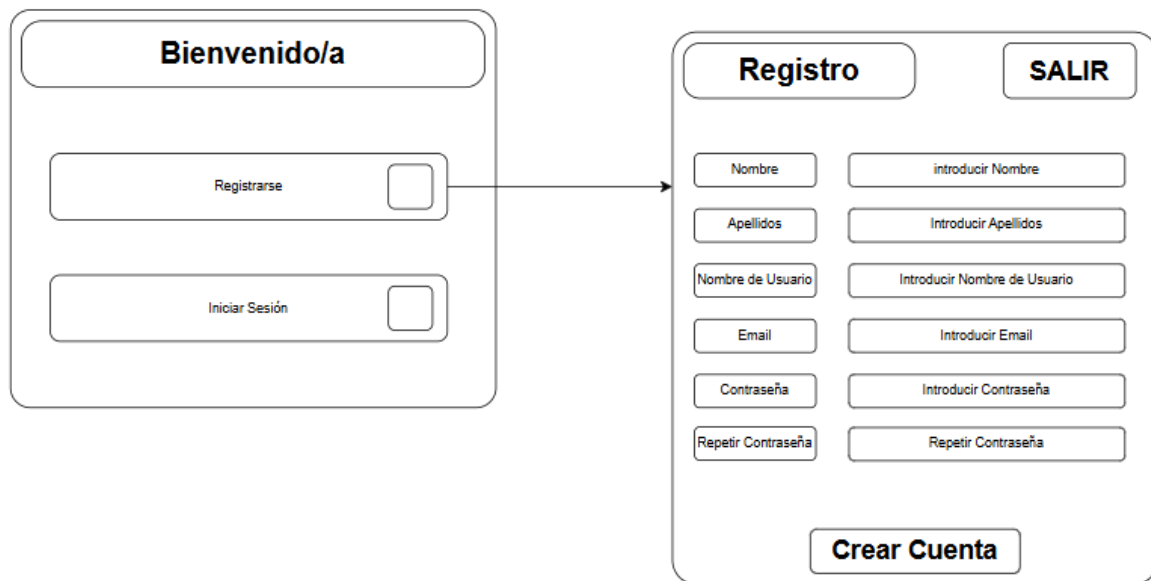 Bienvenido/a
Registrarse
Iniciar Sesión
Registro
SALIR
Nombre
introducir Nombre
Apellidos
Introducir Apellidos
Nombre de Usuario
Introducir Nombre de Usuario
Email
Introducir Email
Contraseña
Introducir Contraseña
Repetir Contraseña
Repetir Contraseña
Crear Cuenta